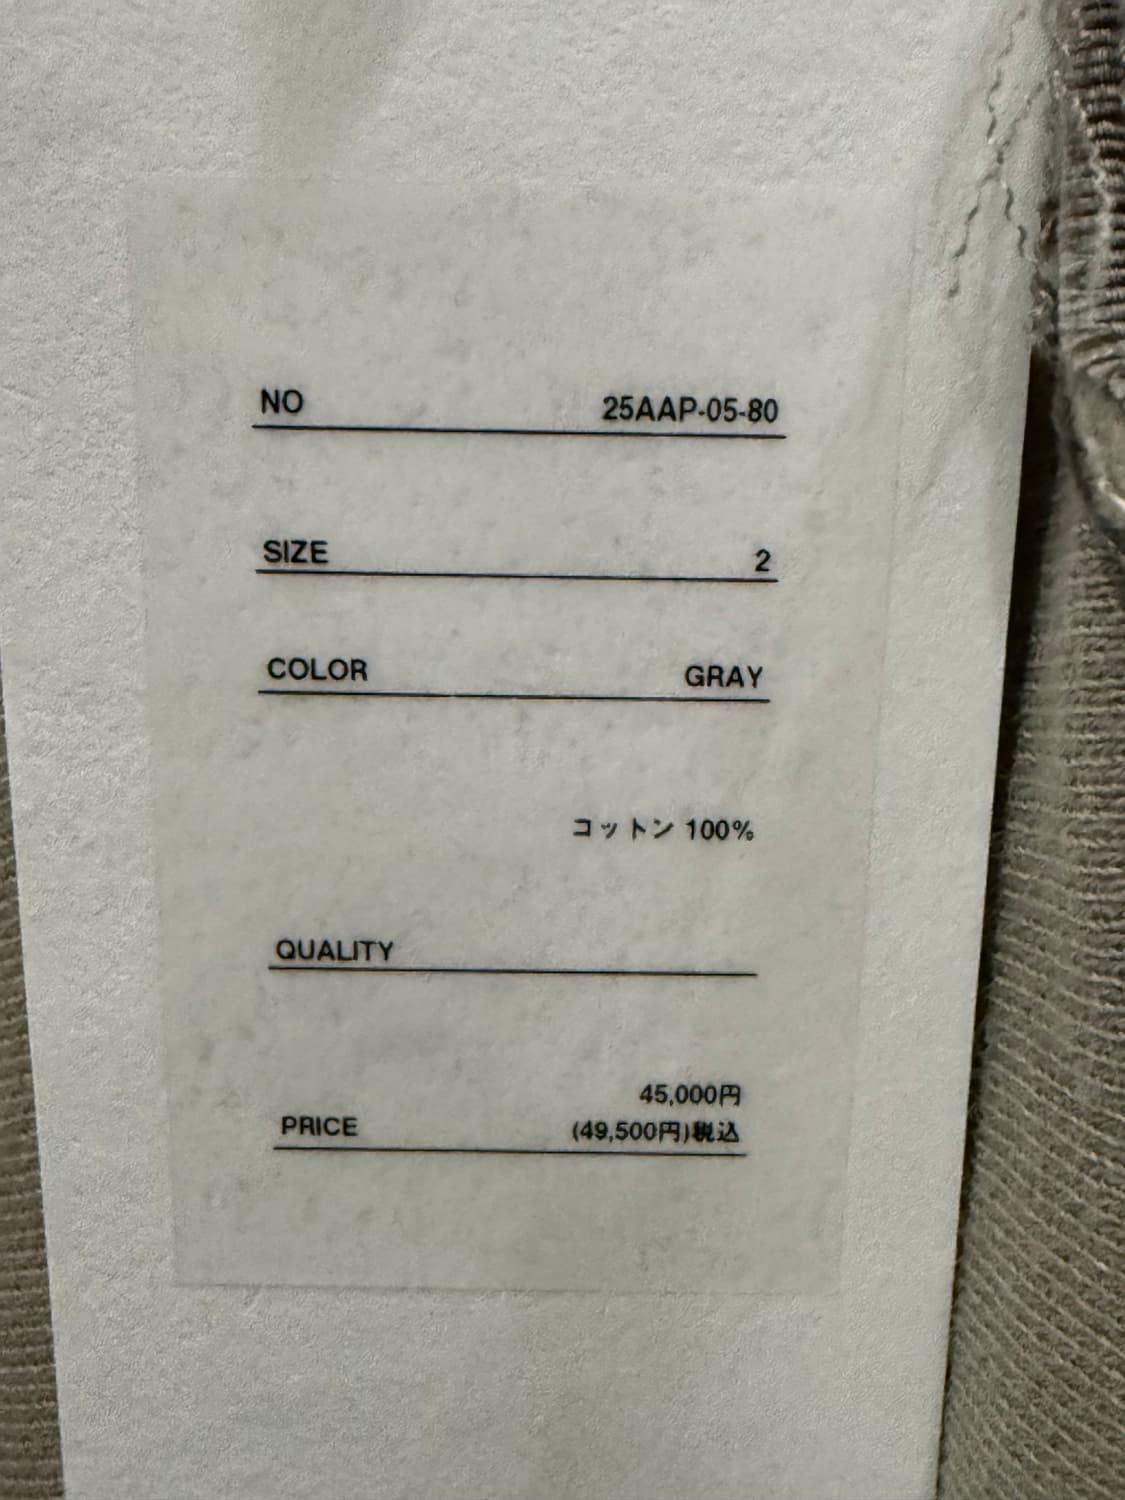 NO 25AAP-05-80
SIZE 2
COLOR GRAY
コットン 100%
QUALITY
45,000円
PRICE (49,500円)税込